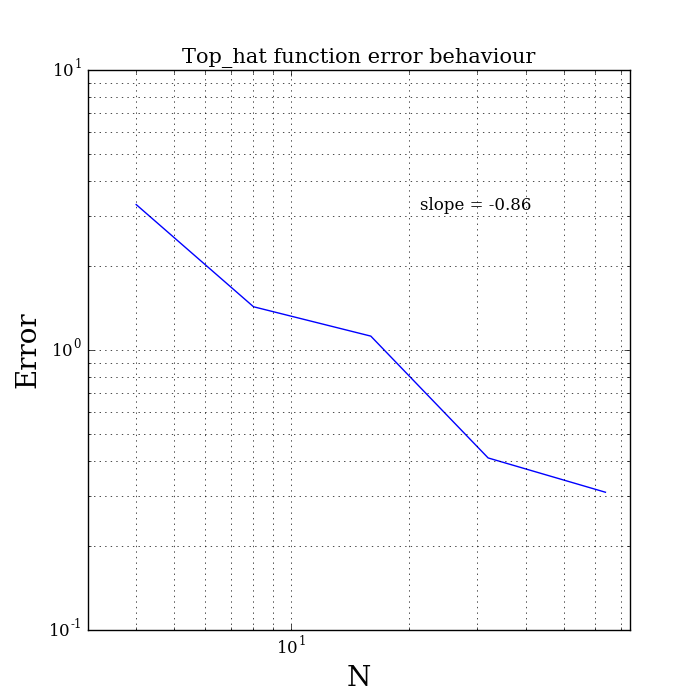 Top_hat function error behaviour
10^1
slope = -0.86
Error
10^0
10^-1
10^1
N